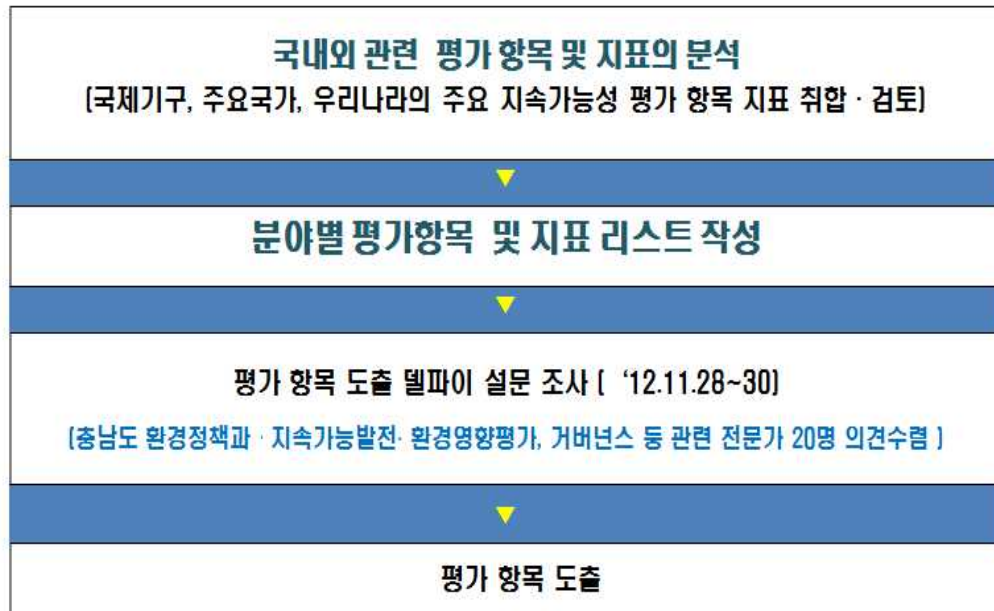 국내외 관련 평가 항목 및 지표의 분석
(국제기구, 주요국가, 우리나라의 주요 지속가능성 평가 항목 지표 취합 · 검토)
▼
분야별 평가항목 및 지표 리스트 작성
▼
평가 항목 도출 델파이 설문 조사 ( ‘12.11.28~30)
(충남도 환경정책과 · 지속가능발전· 환경영향평가, 거버넌스 등 관련 전문가 20명 의견수렴 )
▼
평가 항목 도출